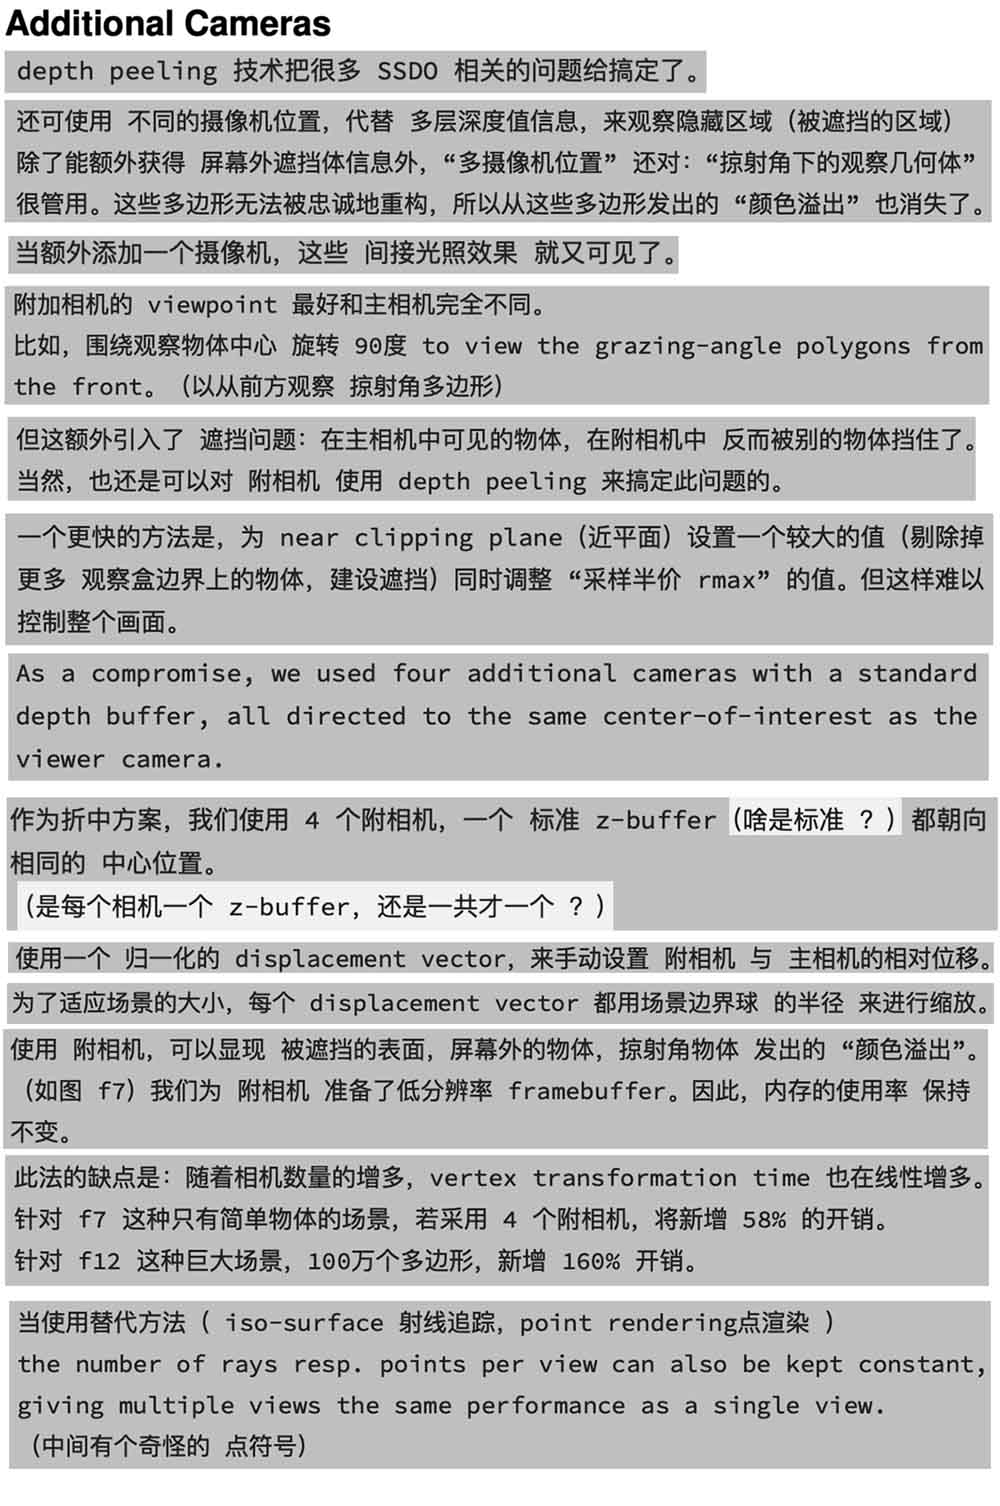 Additional Cameras
depth peeling 技术把很多 SSDO 相关的问题给搞定了。
还可使用 不同的摄像机位置，代替 多层深度值信息，来观察隐藏区域（被遮挡的区域）
除了能额外获得 屏幕外遮挡体信息外，“多摄像机位置” 还对：“掠射角下的观察几何体”
很管用。这些多边形无法被忠诚地重构，所以从这些多边形发出的 “颜色溢出” 也消失了。
当额外添加一个摄像机，这些 间接光照效果 就又可见了。
附加相机的 viewpoint 最好和主相机完全不同。
比如，围绕观察物体中心 旋转 90度 to view the grazing-angle polygons from
the front。（以从前方观察 掠射角多边形）
但这额外引入了 遮挡问题：在主相机中可见的物体，在附相机中 反而被别的物体挡住了。
当然，也还是可以对 附相机 使用 depth peeling 来搞定此问题的。
一个更快的方法是，为 near clipping plane（近平面）设置一个较大的值（剔除掉
更多 观察盒边界上的物体，建设遮挡）同时调整 “采样半价 rmax” 的值。但这样难以
控制整个画面。
As a compromise, we used four additional cameras with a standard
depth buffer, all directed to the same center-of-interest as the
viewer camera.
作为折中方案，我们使用 4 个附相机，一个 标准 z-buffer (啥是标准 ? ) 都朝向
相同的 中心位置。
(是每个相机一个 z-buffer，还是一共才一个 ? )
使用一个 归一化的 displacement vector，来手动设置 附相机 与 主相机的相对位移。
为了适应场景的大小，每个 displacement vector 都用场景边界球 的半径 来进行缩放。
使用 附相机，可以显现 被遮挡的表面，屏幕外的物体，掠射角物体 发出的 “颜色溢出”。
（如图 f7）我们为 附相机 准备了低分辨率 framebuffer。因此，内存的使用率 保持
不变。
此法的缺点是：随着相机数量的增多，vertex transformation time 也在线性增多。
针对 f7 这种只有简单物体的场景，若采用 4 个附相机，将新增 58% 的开销。
针对 f12 这种巨大场景，100万个多边形，新增 160% 开销。
当使用替代方法（ iso-surface 射线追踪，point rendering点渲染 ）
the number of rays resp. points per view can also be kept constant,
giving multiple views the same performance as a single view.
（中间有个奇怪的 点符号）